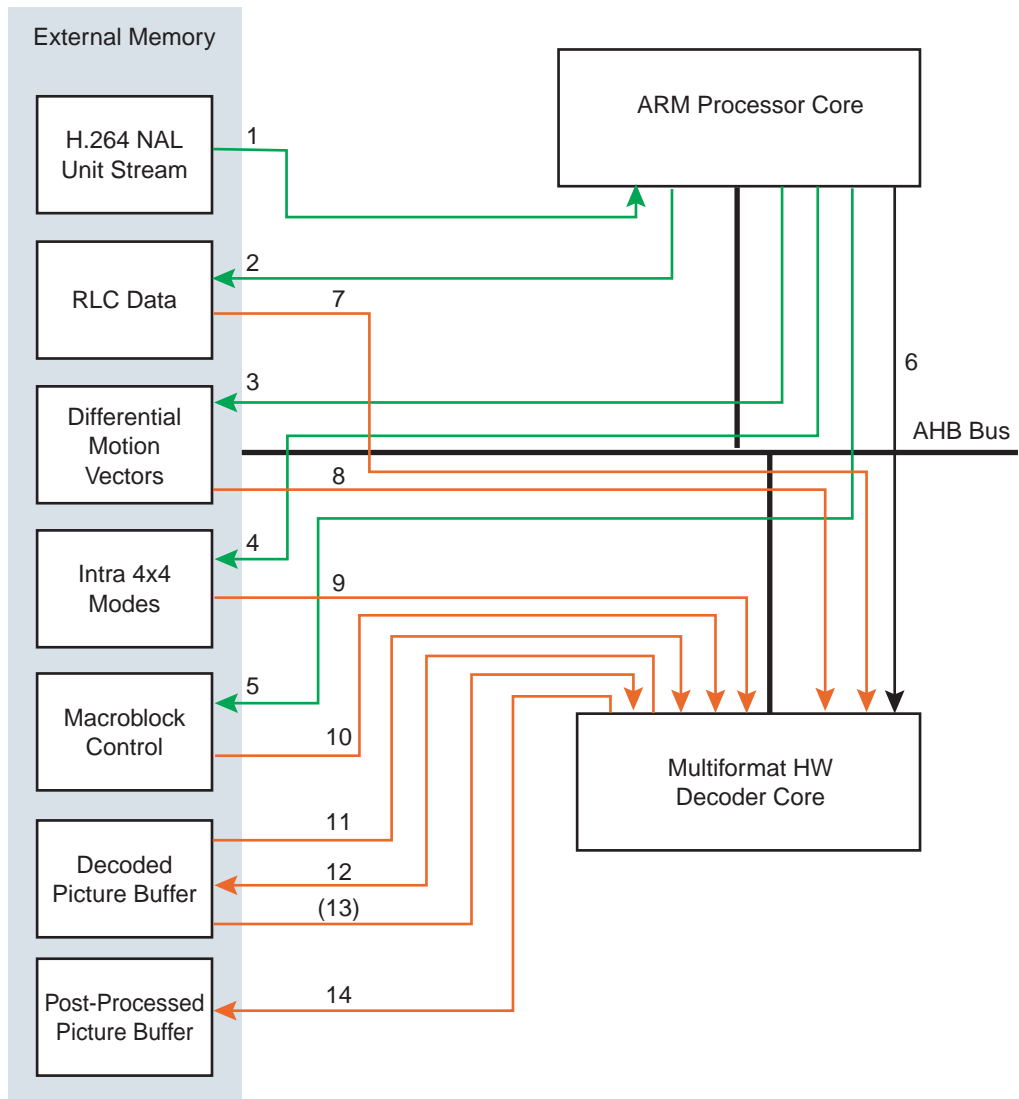 External Memory
H.264 NAL
Unit Stream
1
ARM Processor Core
RLC Data
2
7
Differential
Motion
Vectors
3
8
6
AHB Bus
Intra 4x4
Modes
4
9
Macroblock
Control
5
10
Multiformat HW
Decoder Core
Decoded
Picture Buffer
11
12
(13)
Post-Processed
Picture Buffer
14